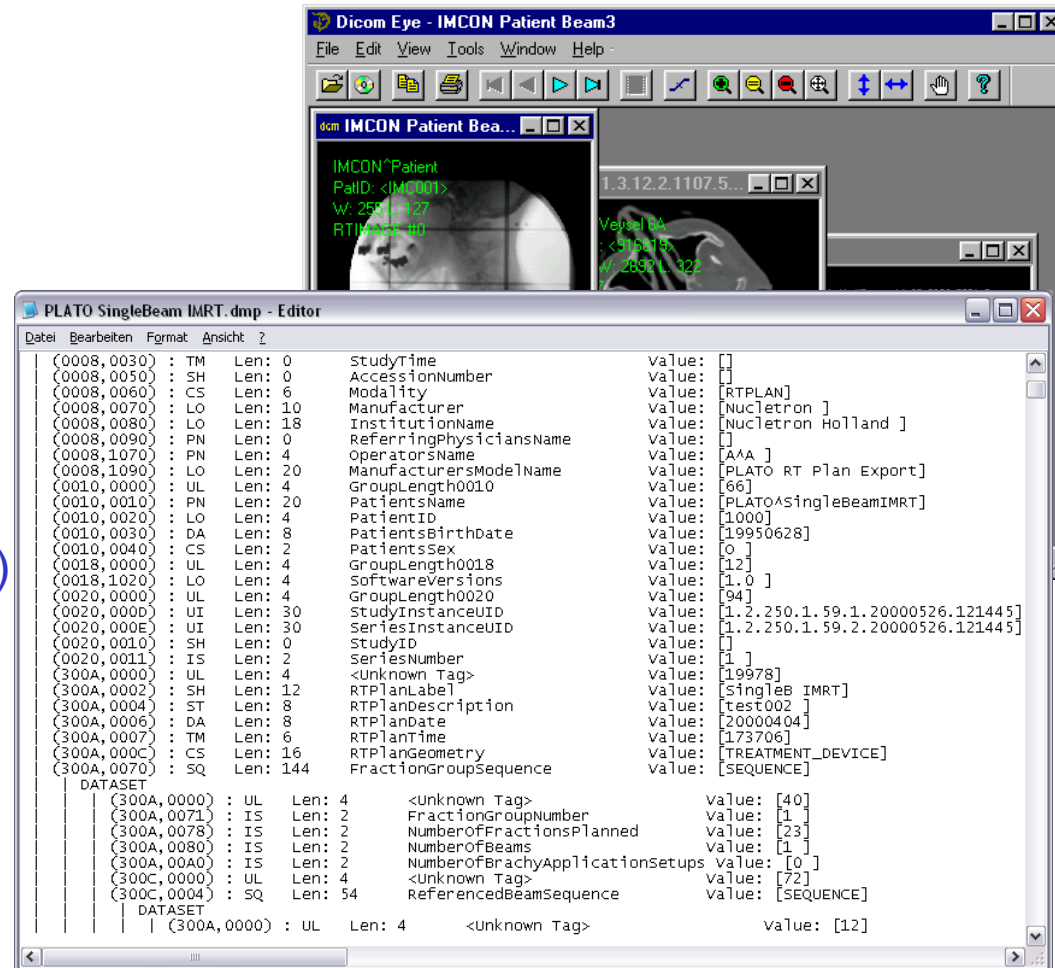 Dicom Eye - IMCON Patient Beam3
File Edit View Tools Window Help
dcm IMCON Patient Bea...
IMCON^Patient
PatID: <IMC001>
W: 255 L: 127
RTIMAGE #0
1.3.12.2.1107.5...
Veysel 6A
: <916819>
W: 2892 L: 322
PLATO SingleBeam IMRT.dmp - Editor
Datei Bearbeiten Format Ansicht ?
(0008,0030) : TM Len: 0 StudyTime Value: []
(0008,0050) : SH Len: 0 AccessionNumber Value: []
(0008,0060) : CS Len: 6 Modality Value: [RTPLAN]
(0008,0070) : LO Len: 10 Manufacturer Value: [Nucletron ]
(0008,0080) : LO Len: 18 InstitutionName Value: [Nucletron Holland ]
(0008,0090) : PN Len: 0 ReferringPhysiciansName Value: []
(0008,1070) : PN Len: 4 OperatorsName Value: [A^A ]
(0008,1090) : LO Len: 20 ManufacturersModelName Value: [PLATO RT Plan Export]
(0010,0000) : UL Len: 4 GroupLength0010 Value: [66]
(0010,0010) : PN Len: 20 PatientsName Value: [PLATO^SingleBeamIMRT]
(0010,0020) : LO Len: 4 PatientID Value: [1000]
(0010,0030) : DA Len: 8 PatientsBirthDate Value: [19950628]
(0010,0040) : CS Len: 2 PatientsSex Value: [O ]
)
(0018,0000) : UL Len: 4 GroupLength0018 Value: [12]
(0018,1020) : LO Len: 4 SoftwareVersions Value: [1.0 ]
(0020,0000) : UL Len: 4 GroupLength0020 Value: [94]
(0020,000D) : UI Len: 30 StudyInstanceUID Value: [1.2.250.1.59.1.20000526.121445]
(0020,000E) : UI Len: 30 SeriesInstanceUID Value: [1.2.250.1.59.2.20000526.121445]
(0020,0010) : SH Len: 0 StudyID Value: []
(0020,0011) : IS Len: 2 SeriesNumber Value: [1 ]
(300A,0000) : UL Len: 4 <Unknown Tag> Value: [19978]
(300A,0002) : SH Len: 12 RTPlanLabel Value: [SingleB IMRT]
(300A,0004) : ST Len: 8 RTPlanDescription Value: [test002 ]
(300A,0006) : DA Len: 8 RTPlanDate Value: [20000404]
(300A,0007) : TM Len: 6 RTPlanTime Value: [173706]
(300A,000C) : CS Len: 16 RTPlanGeometry Value: [TREATMENT_DEVICE]
(300A,0070) : SQ Len: 144 FractionGroupSequence Value: [SEQUENCE]
DATASET
(300A,0000) : UL Len: 4 <Unknown Tag> Value: [40]
(300A,0071) : IS Len: 2 FractionGroupNumber Value: [1 ]
(300A,0078) : IS Len: 2 NumberOfFractionsPlanned Value: [23]
(300A,0080) : IS Len: 2 NumberOfBeams Value: [1 ]
(300A,00A0) : IS Len: 2 NumberOfBrachyApplicationSetups Value: [0 ]
(300C,0000) : UL Len: 4 <Unknown Tag> Value: [72]
(300C,0004) : SQ Len: 54 ReferencedBeamSequence Value: [SEQUENCE]
DATASET
(300A,0000) : UL Len: 4 <Unknown Tag> Value: [12]